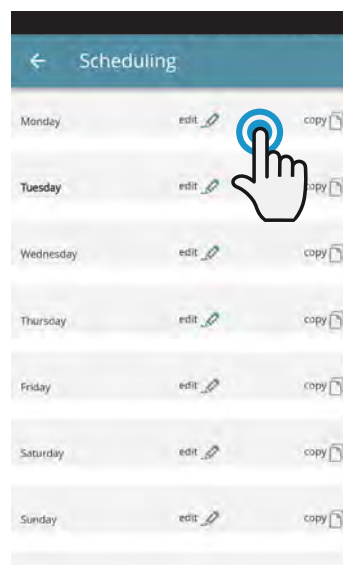 Scheduling
Monday edit copy
Tuesday edit copy
Wednesday edit copy
Thursday edit copy
Friday edit copy
Saturday edit copy
Sunday edit copy